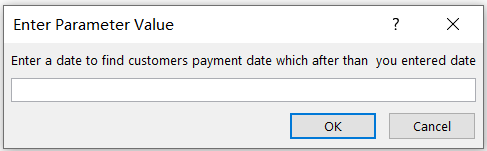 Enter Parameter Value
Enter a date to find customers payment date which after than  you entered date
OK Cancel